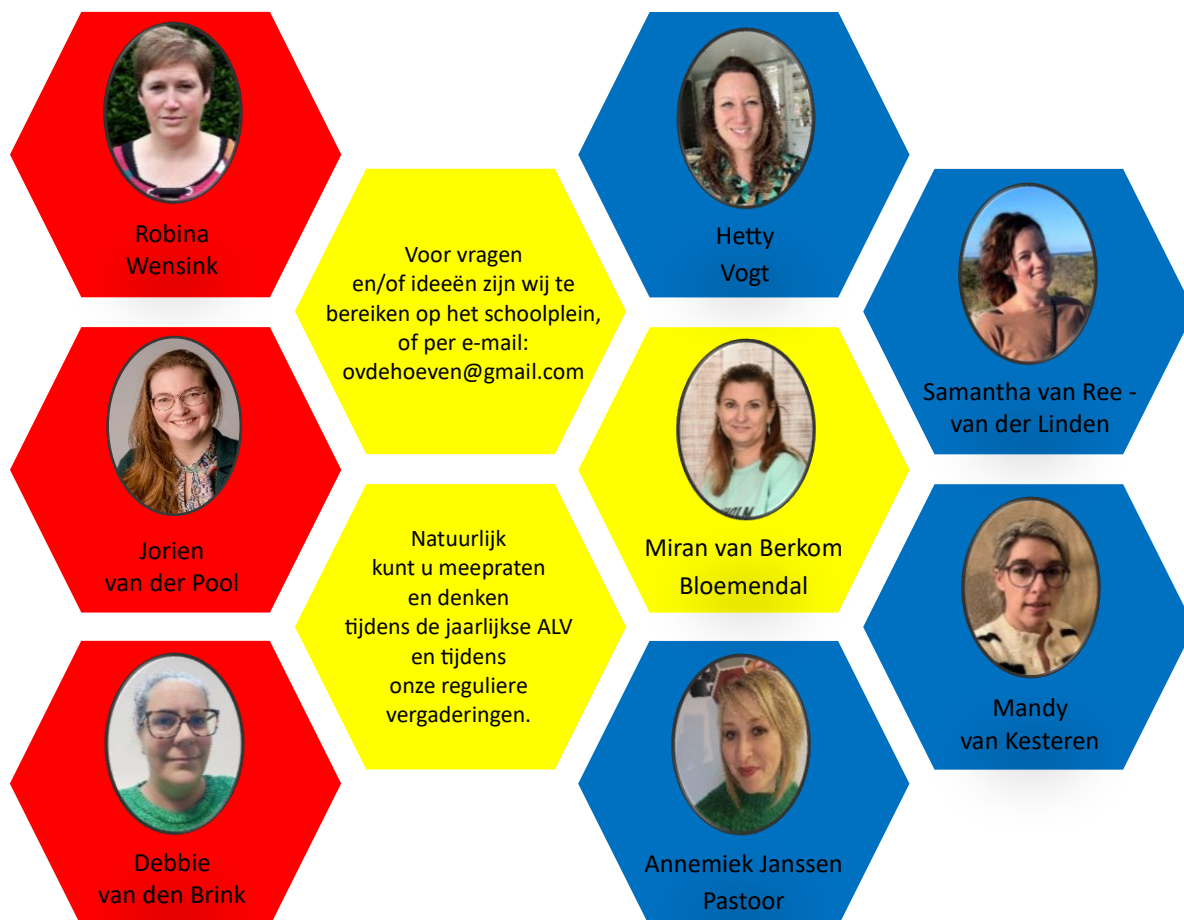 Robina
Wensink
Voor vragen
en/of ideeën zijn wij te
bereiken op het schoolplein,
of per e-mail:
ovdehoeven@gmail.com
Hetty
Vogt
Samantha van Ree -
van der Linden
Jorien
van der Pool
Natuurlijk
kunt u meepraten
en denken
tijdens de jaarlijkse ALV
en tijdens
onze reguliere
vergaderingen.
Miran van Berkom
Bloemendal
Mandy
van Kesteren
Debbie
van den Brink
Annemiek Janssen
Pastoor